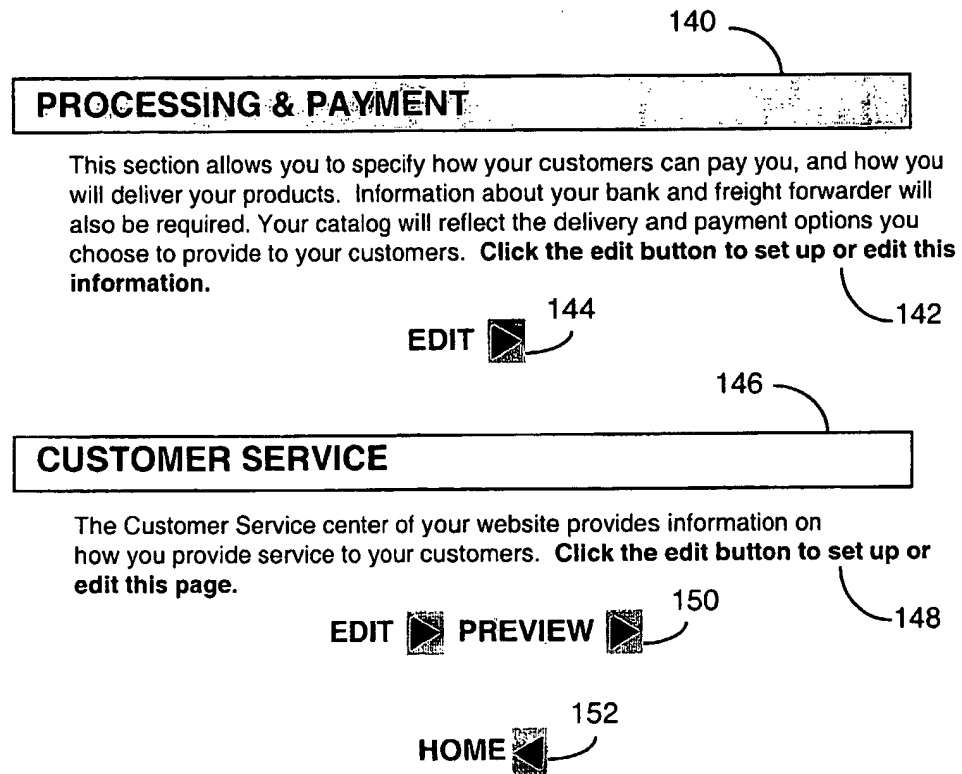 140
PROCESSING & PAYMENT
This section allows you to specify how your customers can pay you, and how you
will deliver your products. Information about your bank and freight forwarder will
also be required. Your catalog will reflect the delivery and payment options you
choose to provide to your customers. Click the edit button to set up or edit this
information.
142
144
EDIT
146
CUSTOMER SERVICE
The Customer Service center of your website provides information on
how you provide service to your customers. Click the edit button to set up or
edit this page.
148
150
EDIT PREVIEW
152
HOME